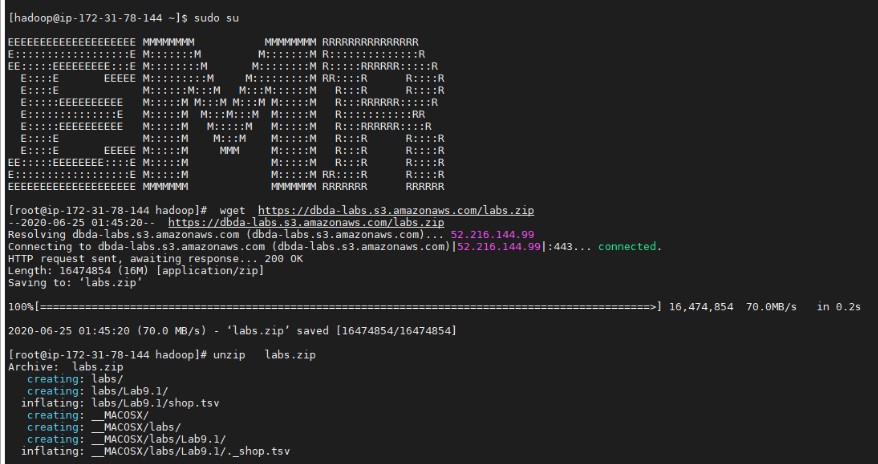 [hadoop@ip-172-31-78-144 ~]$ sudo su
EEEEEEEEEEEEEEEEEEEE MMMMMMMM           MMMMMMMM RRRRRRRRRRRRRRR
E::::::::::::::::::E M:::::::M         M:::::::M R::::::::::::::R
EE:::::EEEEEEEEE:::E M::::::::M       M::::::::M R:::::RRRRRR:::::R
  E::::E       EEEEE M:::::::::M     M:::::::::M RR::::R      R::::R
  E::::E             M::::::M:::M   M:::M::::::M   R:::R      R::::R
  E:::::EEEEEEEEEE   M:::::M M:::M M:::M M:::::M   R:::RRRRRR:::::R
  E::::::::::::::E   M:::::M  M:::M:::M  M:::::M   R:::::::::::RR
  E:::::EEEEEEEEEE   M:::::M   M:::::M   M:::::M   R:::RRRRRR::::R
  E::::E             M:::::M    M:::M    M:::::M   R:::R      R::::R
  E::::E       EEEEE M:::::M     MMM     M:::::M   R:::R      R::::R
EE:::::EEEEEEEE::::E M:::::M             M:::::M   R:::R      R::::R
E::::::::::::::::::E M:::::M             M:::::M RR::::R      R::::R
EEEEEEEEEEEEEEEEEEEE MMMMMMM             MMMMMMM RRRRRRR      RRRRRR
[root@ip-172-31-78-144 hadoop]#  wget  https://dbda-labs.s3.amazonaws.com/labs.zip
--2020-06-25 01:45:20--  https://dbda-labs.s3.amazonaws.com/labs.zip
Resolving dbda-labs.s3.amazonaws.com (dbda-labs.s3.amazonaws.com)... 52.216.144.99
Connecting to dbda-labs.s3.amazonaws.com (dbda-labs.s3.amazonaws.com)|52.216.144.99|:443... connected.
HTTP request sent, awaiting response... 200 OK
Length: 16474854 (16M) [application/zip]
Saving to: ‘labs.zip’
100%[===============================================================================================>] 16,474,854  70.0MB/s   in 0.2s
2020-06-25 01:45:20 (70.0 MB/s) - ‘labs.zip’ saved [16474854/16474854]
[root@ip-172-31-78-144 hadoop]# unzip   labs.zip
Archive:  labs.zip
   creating: labs/
   creating: labs/Lab9.1/
  inflating: labs/Lab9.1/shop.tsv
   creating: __MACOSX/
   creating: __MACOSX/labs/
   creating: __MACOSX/labs/Lab9.1/
  inflating: __MACOSX/labs/Lab9.1/._shop.tsv